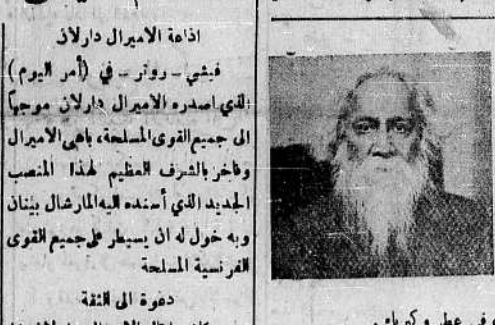 اذاعة الاميرال دارلان
فيشي - روتر - في (أمر اليوم)
الذي اصدره الاميرال دارلان موجها
الى جميع القوى المسلحة، باهى الاميرال
وفاخر بالشرف العظيم لهذا المنصب
الجديد الذي أسنده اليه المارشال بيتان
وبه خول له ان يسيطر على جميع القوى
الفرنسية المسلحة
دعوة الى الثقة